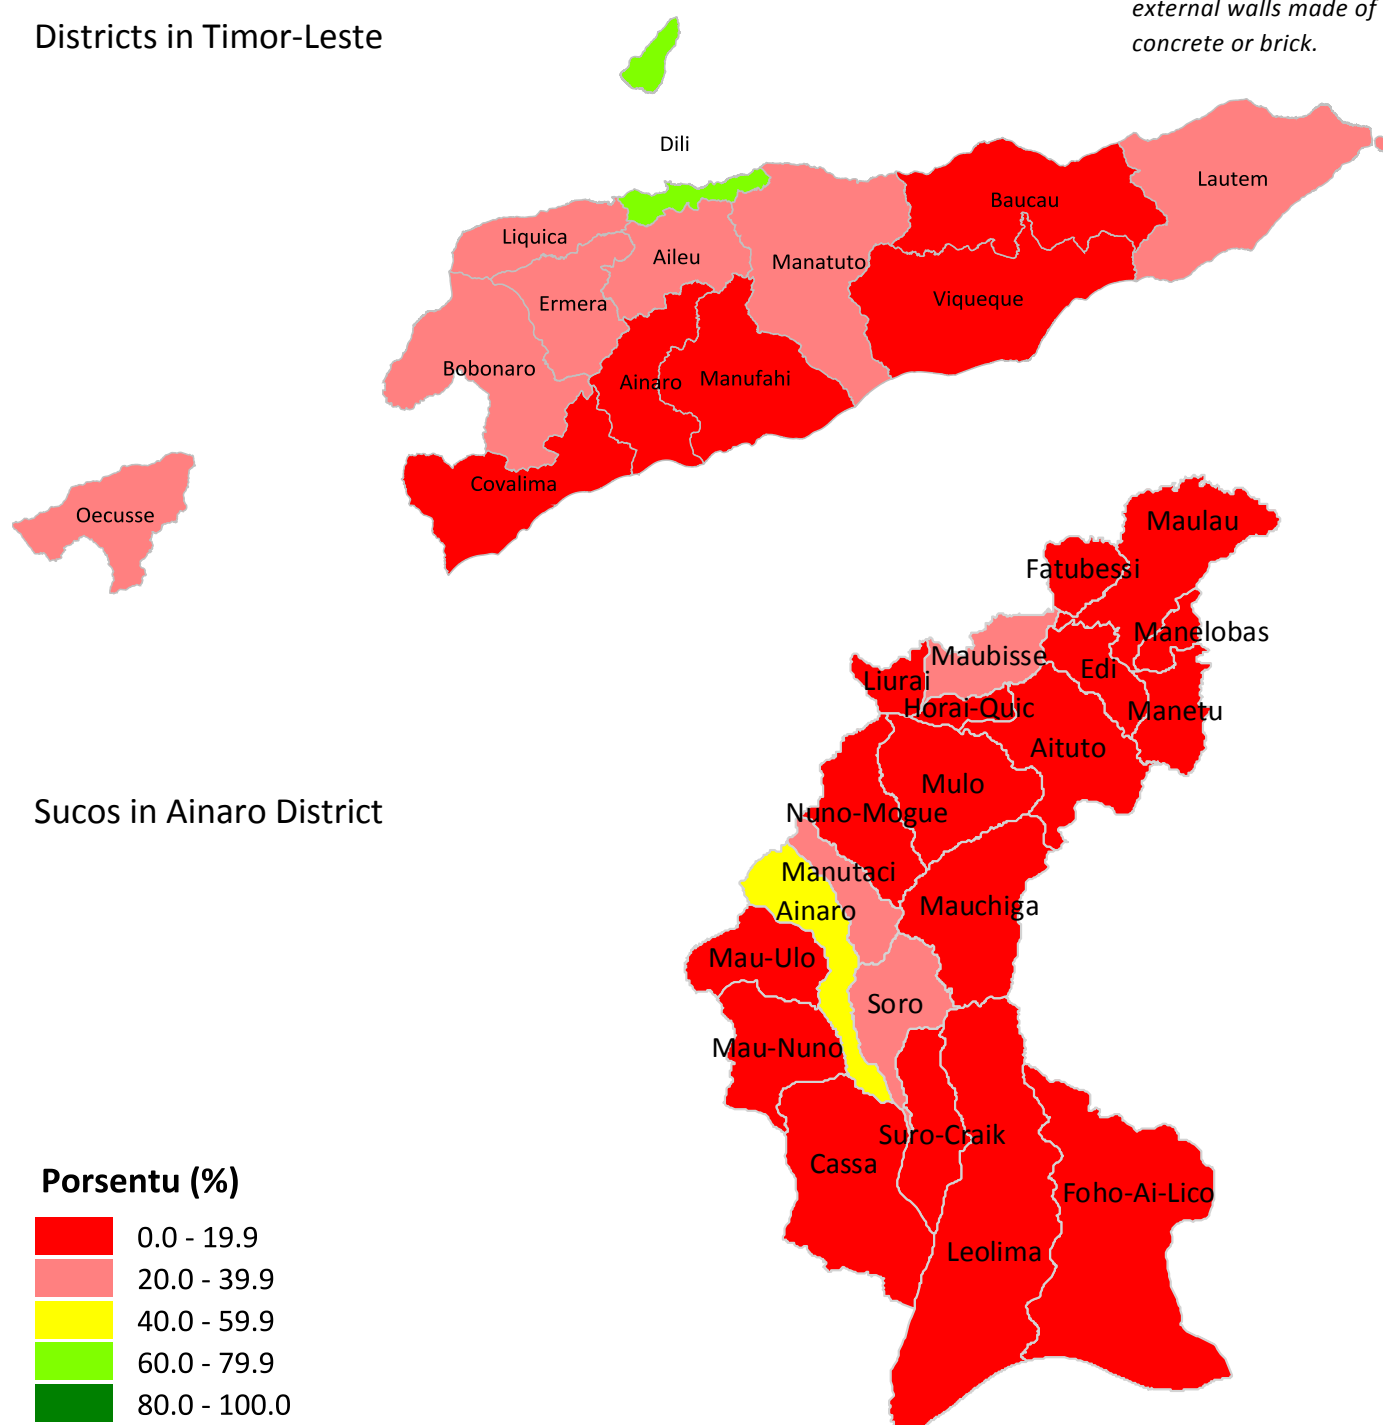 external walls made of
concrete or brick.
Districts in Timor-Leste
Dili
Lautem
Baucau
Liquica
Aileu
Manatuto
Ermera
Viqueque
Bobonaro
Ainaro
Manufahi
Covalima
Oecusse
Maulau
Fatubessi
Manelobas
Maubisse
Edi
Liurai
Horai-Quic
Manetu
Aituto
Mulo
Sucos in Ainaro District
Nuno-Mogue
Manutaci
Ainaro
Mauchiga
Mau-Ulo
Soro
Mau-Nuno
Suro-Craik
Cassa
Foho-Ai-Lico
Leolima
Porsentu (%)
0.0 - 19.9
20.0 - 39.9
40.0 - 59.9
60.0 - 79.9
80.0 - 100.0